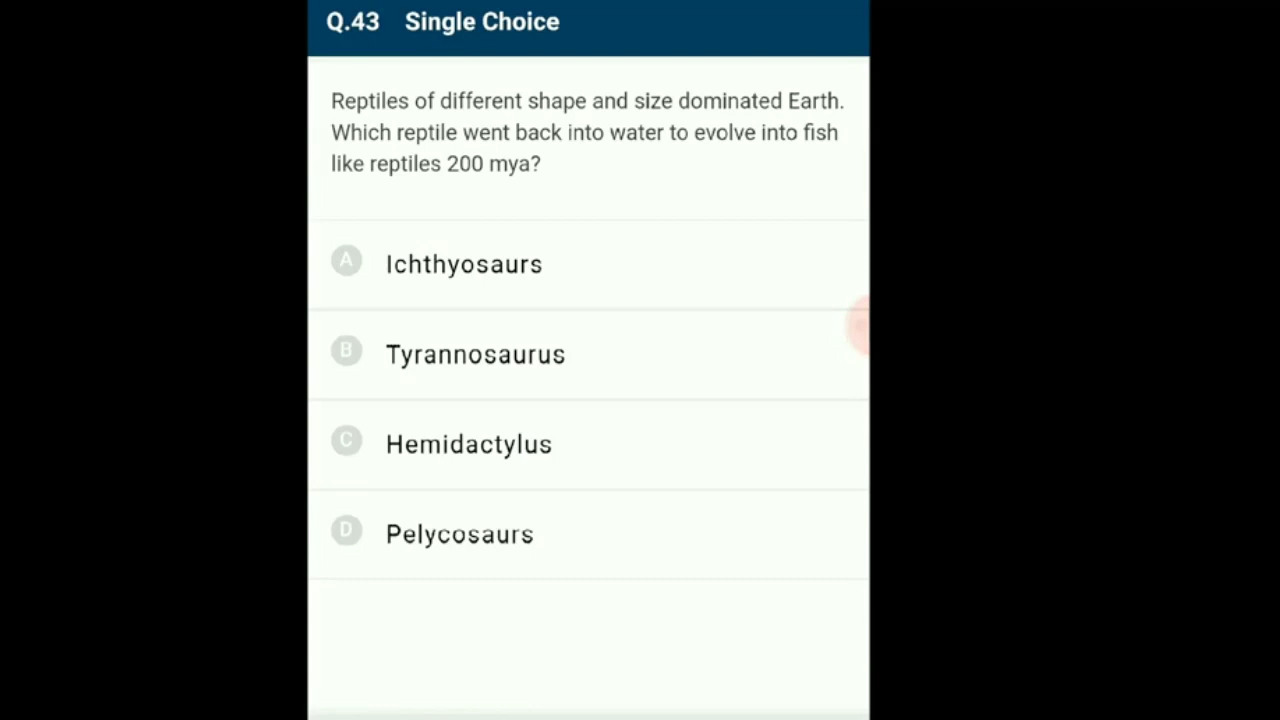 Q.43 Single Choice
Reptiles of different shape and size dominated Earth.
Which reptile went back into water to evolve into fish
like reptiles 200 mya?
A Ichthyosaurs
B Tyrannosaurus
C Hemidactylus
D Pelycosaurs